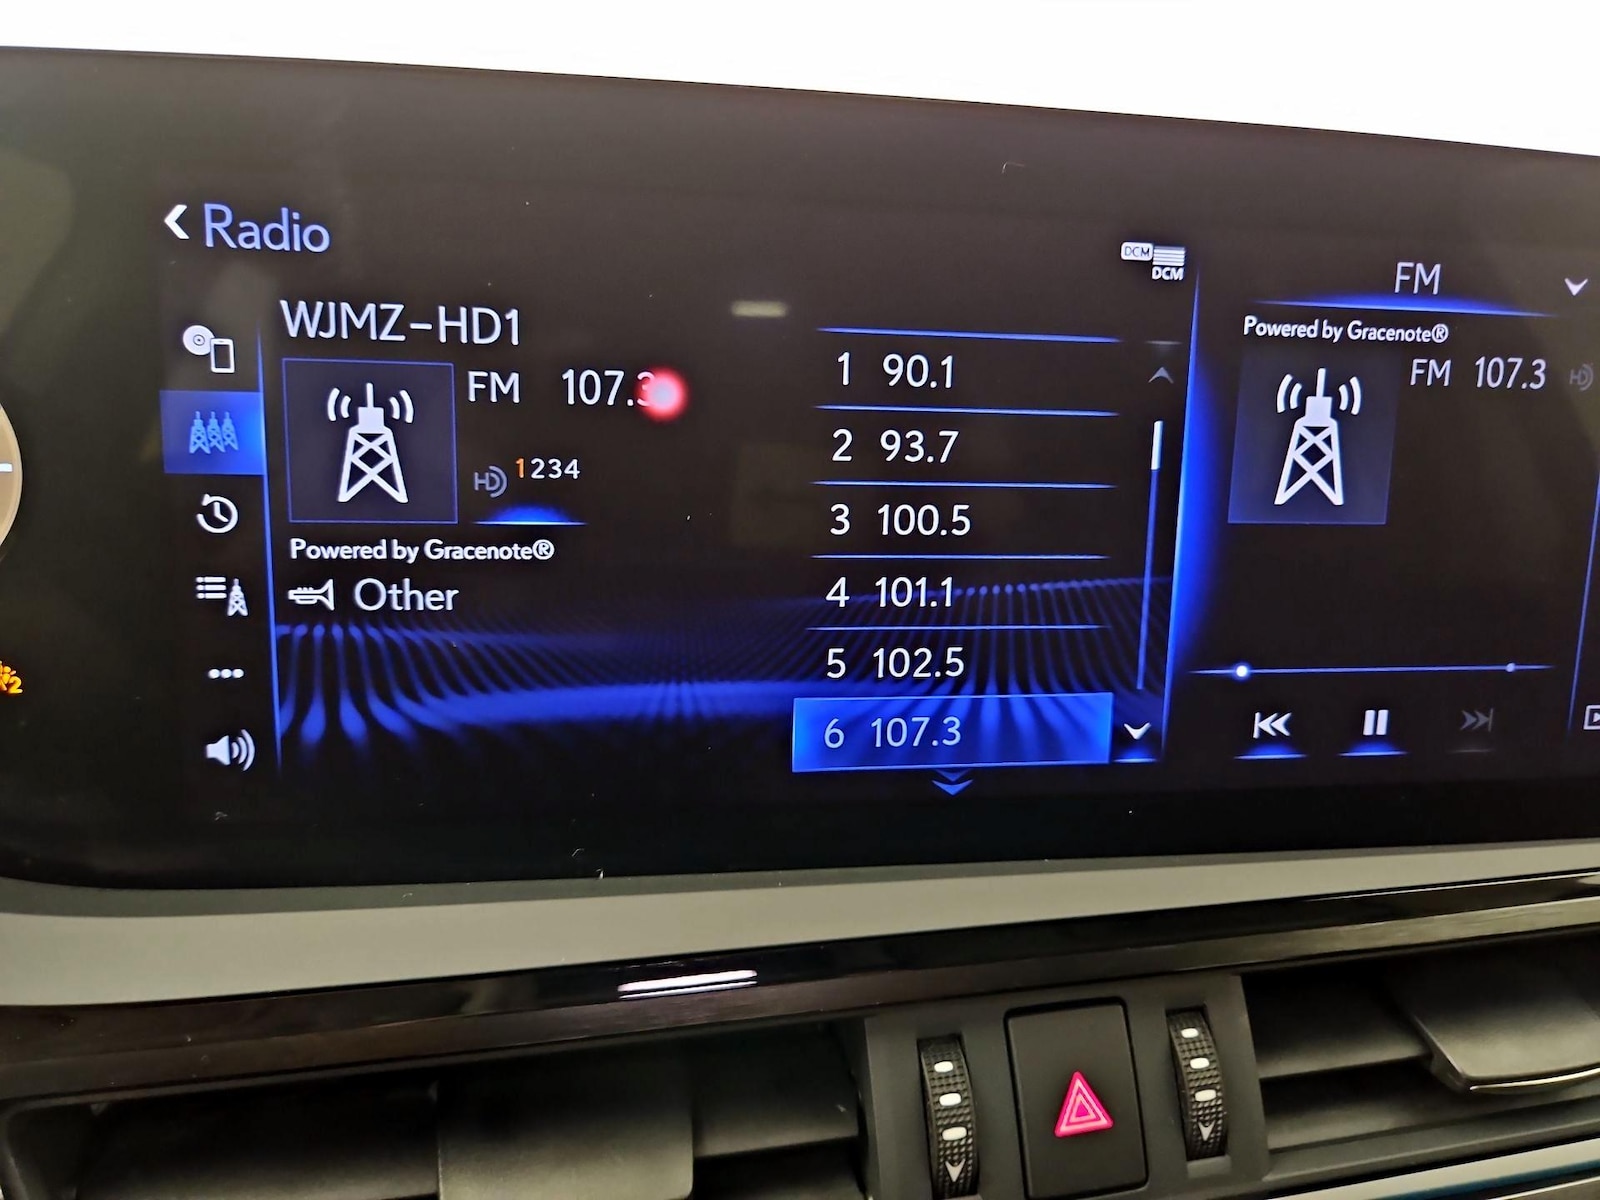 Radio
WJMZ-HD1
FM 107.3
HD 1234
Powered by Gracenote®
Other
DCM
DCM
1 90.1
2 93.7
3 100.5
4 101.1
5 102.5
6 107.3
FM
Powered by Gracenote®
FM 107.3 HD